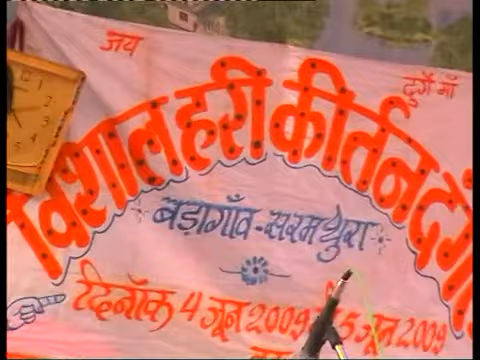 जय दुर्गे माँ
विशाल हरी कीर्तन दंग
बड़ागाँव - सरमथुरा
दिनाँक 4 जून 2009 से 5 जून 2009